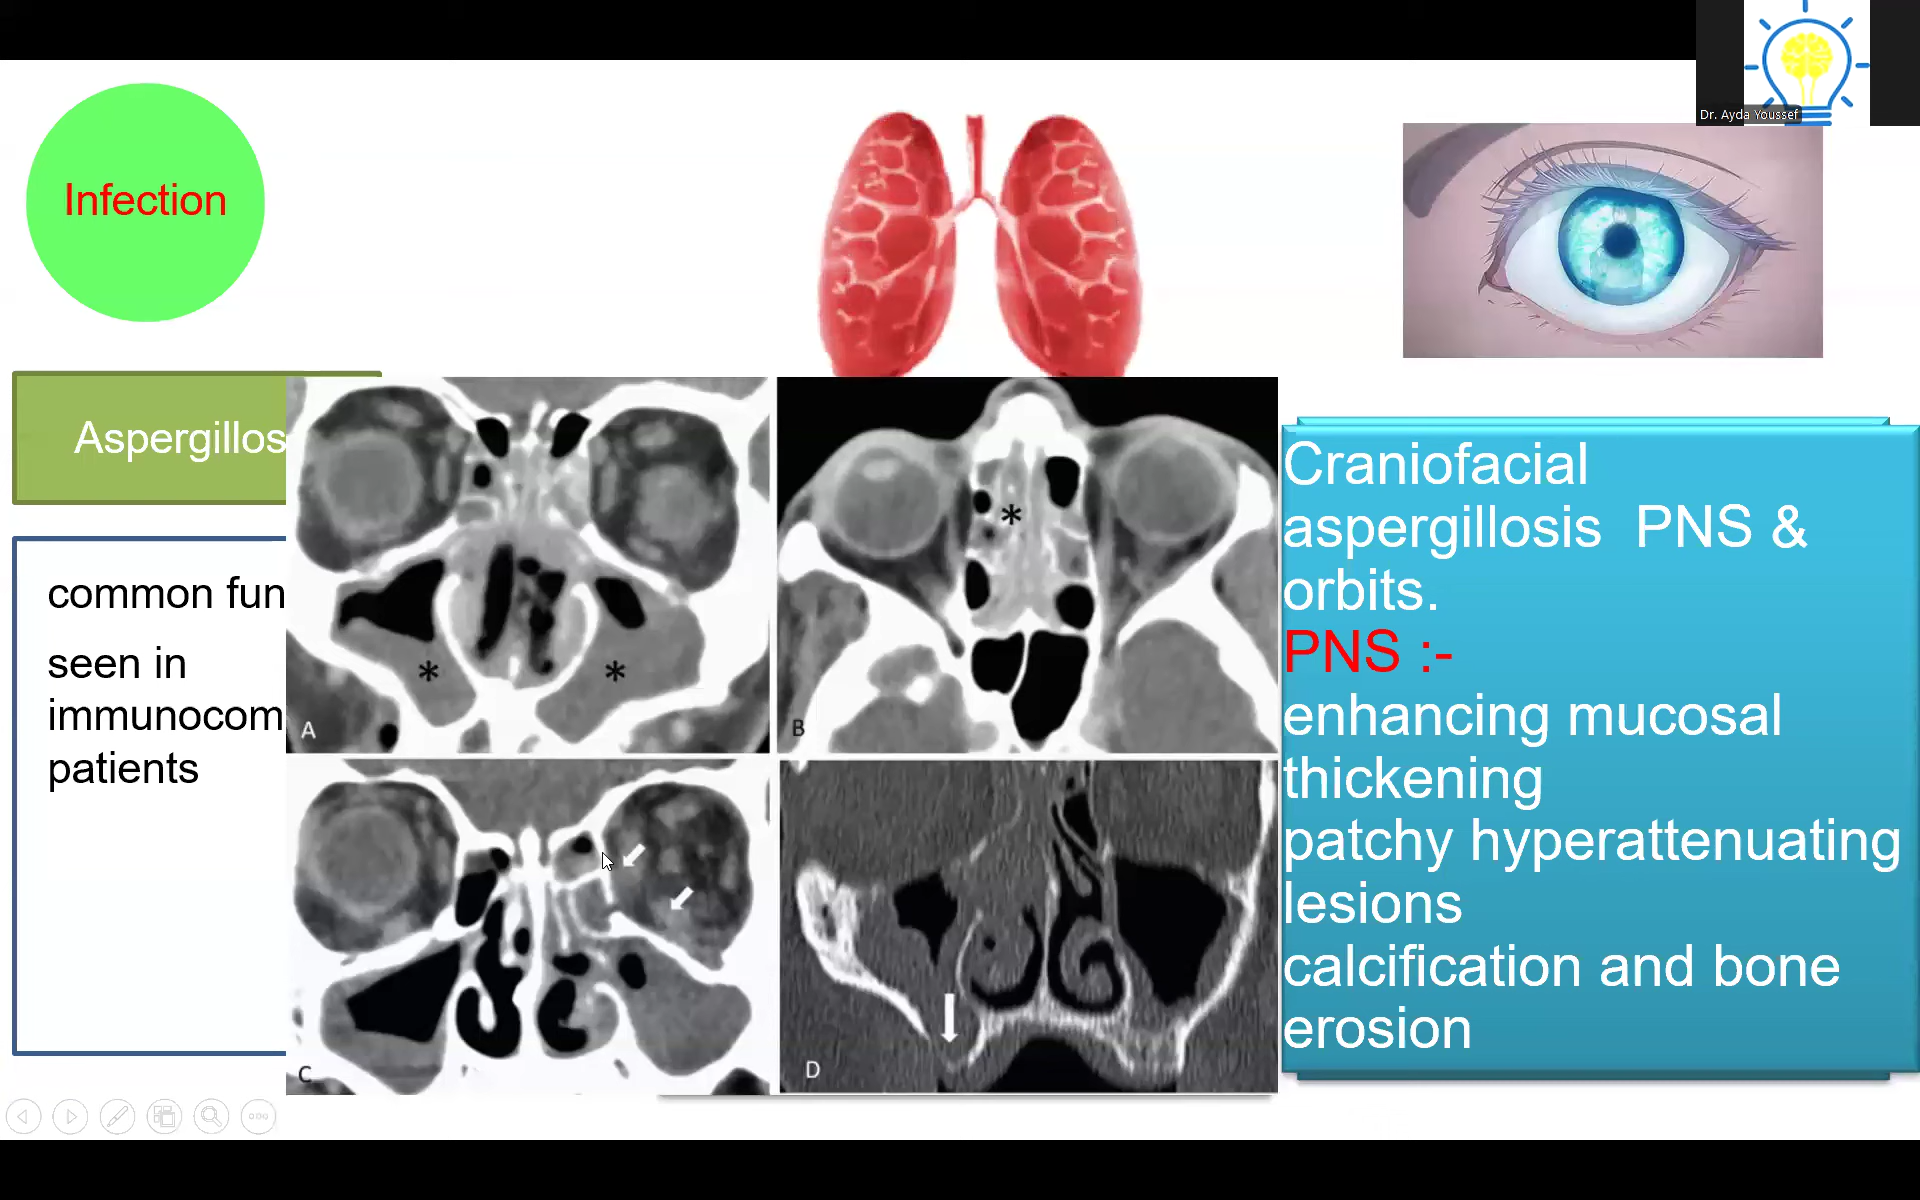 Dr. Ayda Youssef
Infection
Aspergillos
common fun
seen in
immunocom
patients
*
*
A
*
B
C
D
Craniofacial
aspergillosis PNS &
orbits.
PNS :-
enhancing mucosal
thickening
patchy hyperattenuating
lesions
calcification and bone
erosion